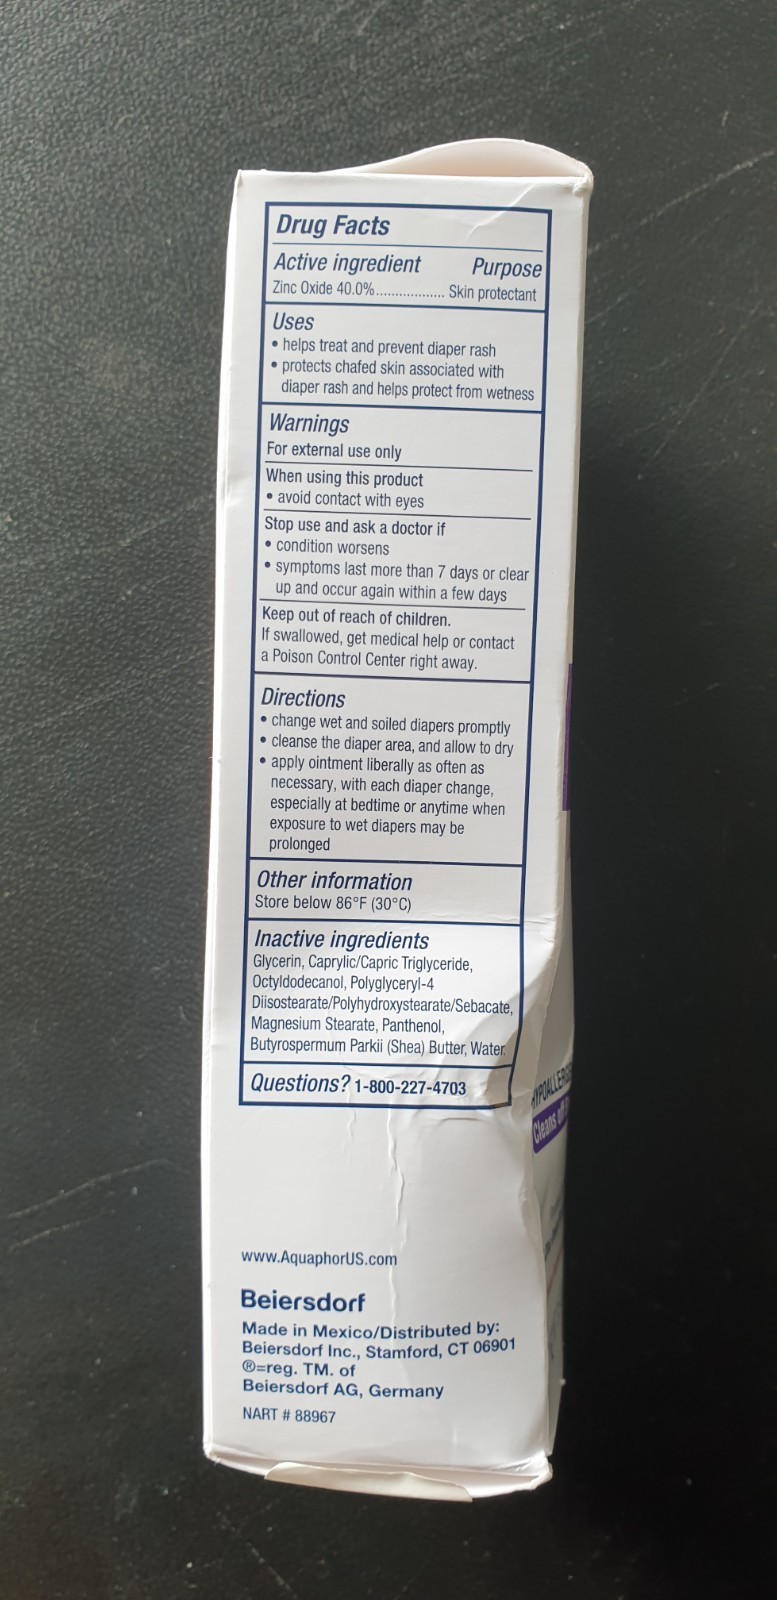 Drug Facts
Active ingredient Purpose
Zinc Oxide 40.0%.................. Skin protectant
Uses
• helps treat and prevent diaper rash
• protects chafed skin associated with
diaper rash and helps protect from wetness
Warnings
For external use only
When using this product
• avoid contact with eyes
Stop use and ask a doctor if
• condition worsens
• symptoms last more than 7 days or clear
up and occur again within a few days
Keep out of reach of children.
If swallowed, get medical help or contact
a Poison Control Center right away.
Directions
• change wet and soiled diapers promptly
• cleanse the diaper area, and allow to dry
• apply ointment liberally as often as
necessary, with each diaper change,
especially at bedtime or anytime when
exposure to wet diapers may be
prolonged
Other information
Store below 86°F (30°C)
Inactive ingredients
Glycerin, Caprylic/Capric Triglyceride,
Octyldodecanol, Polyglyceryl-4
Diisostearate/Polyhydroxystearate/Sebacate,
Magnesium Stearate, Panthenol,
Butyrospermum Parkii (Shea) Butter, Water.
Questions? 1-800-227-4703
Cleans
www.AquaphorUS.com
Beiersdorf
Made in Mexico/Distributed by:
Beiersdorf Inc., Stamford, CT 06901
®=reg. TM. of
Beiersdorf AG, Germany
NART # 88967